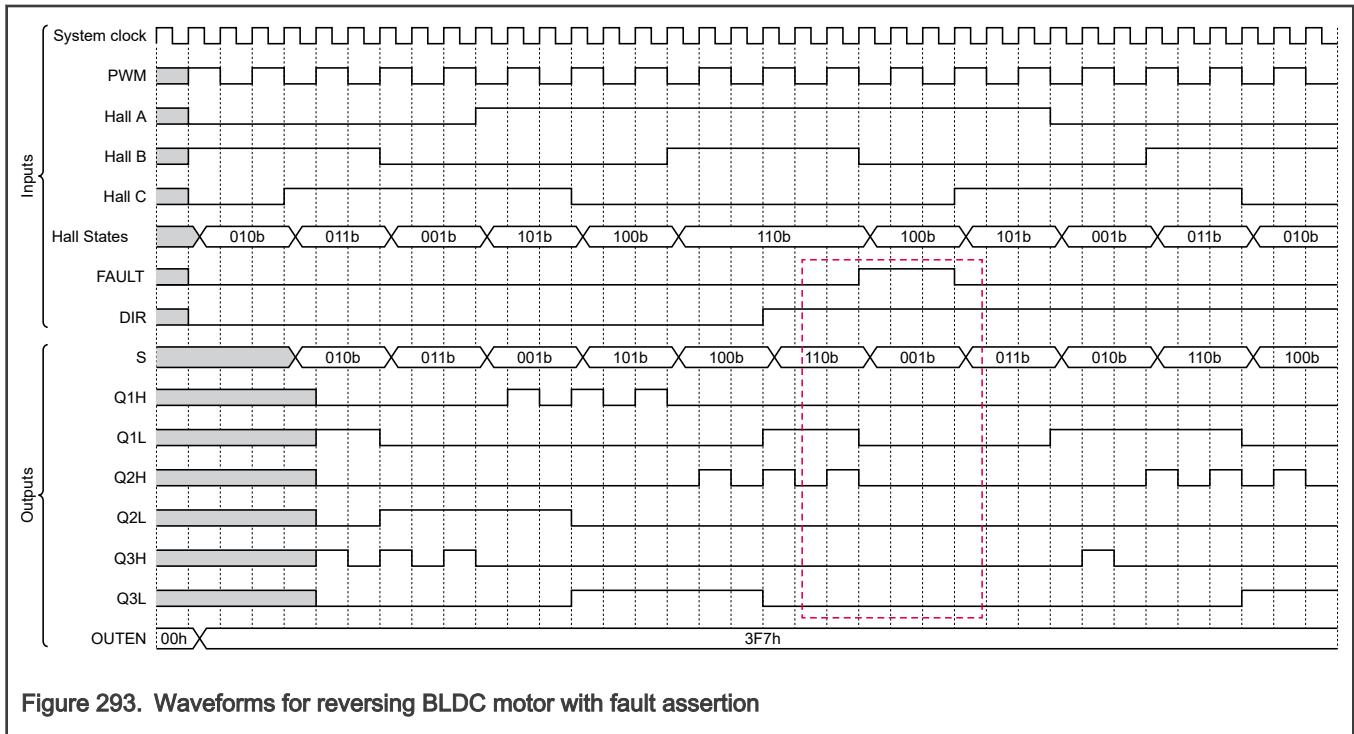 Inputs
System clock
PWM
Hall A
Hall B
Hall C
Hall States 010b 011b 001b 101b 100b 110b 100b 101b 001b 011b 010b
FAULT
DIR
Outputs
S 010b 011b 001b 101b 100b 110b 001b 011b 010b 110b 100b
Q1H
Q1L
Q2H
Q2L
Q3H
Q3L
OUTEN 00h 3F7h
Figure 293. Waveforms for reversing BLDC motor with fault assertion